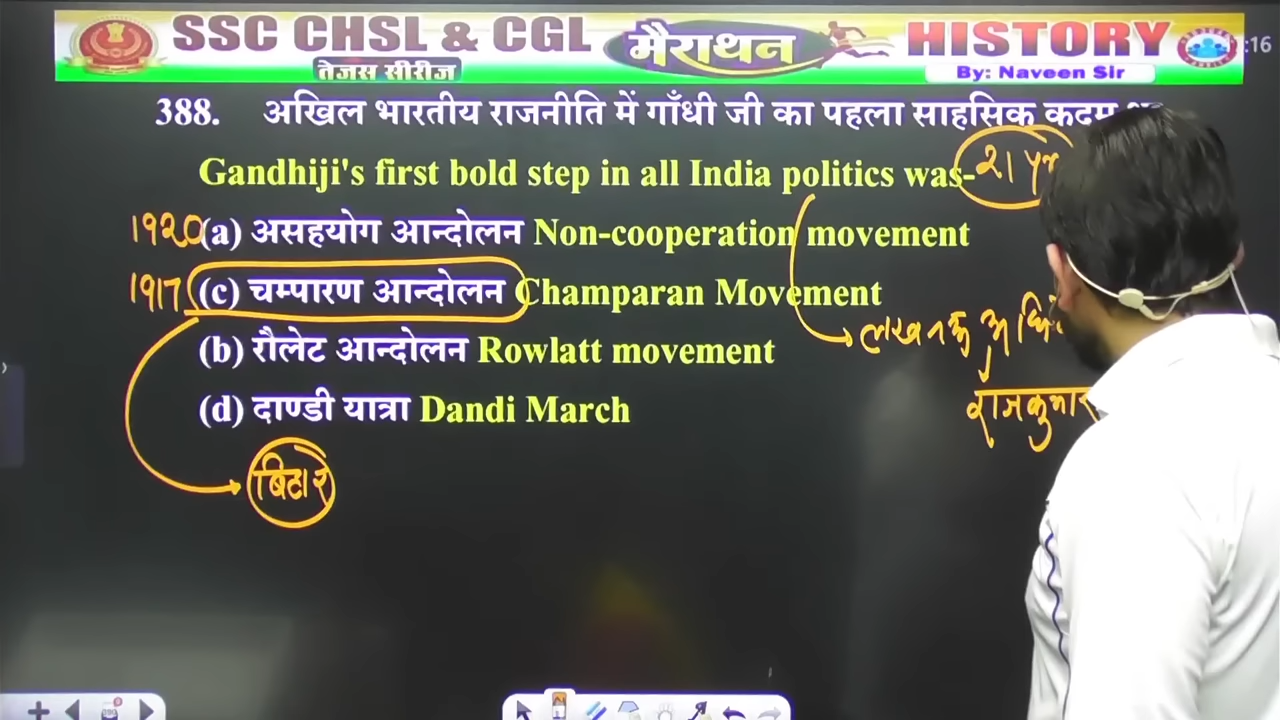 SSC CHSL & CGL मैराथन HISTORY :16
तेजस सीरीज By: Naveen Sir
388. अखिल भारतीय राजनीति में गाँधी जी का पहला साहसिक कदम
Gandhiji's first bold step in all India politics was-
1920 (a) असहयोग आन्दोलन Non-cooperation movement
1917 (c) चम्पारण आन्दोलन Champaran Movement
(b) रौलेट आन्दोलन Rowlatt movement
(d) दाण्डी यात्रा Dandi March
राजकुमार
बिहार